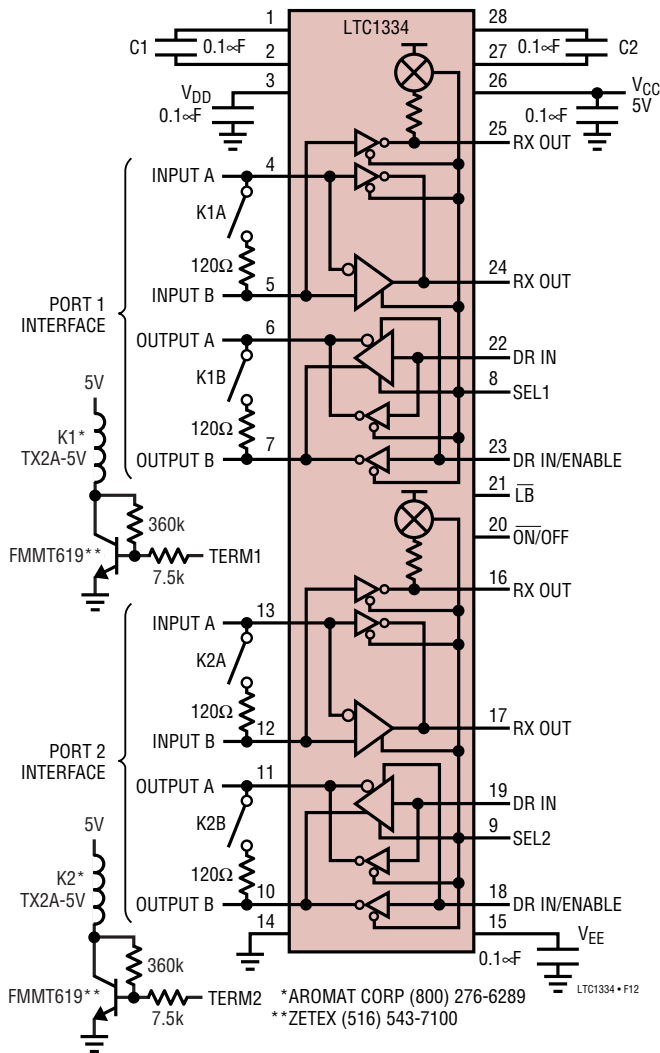 1
28
LTC1334
C1
0.1∝F
0.1∝F
C2
2
27
3
26
VDD
VCC
0.1∝F
0.1∝F
5V
25
RX OUT
INPUT A
4
K1A
120Ω
24
RX OUT
5
INPUT B
PORT 1
INTERFACE
OUTPUT A
6
22
DR IN
K1B
8
SEL1
5V
120Ω
K1*
TX2A-5V
OUTPUT B
7
23
DR IN/ENABLE
21
LB
360k
20
ON/OFF
FMMT619**
TERM1
7.5k
16
RX OUT
INPUT A
13
K2A
120Ω
12
17
RX OUT
INPUT B
PORT 2
INTERFACE
OUTPUT A
11
19
DR IN
K2B
9
SEL2
5V
120Ω
K2*
TX2A-5V
OUTPUT B
10
18
DR IN/ENABLE
14
15
VEE
360k
0.1∝F
LTC1334 • F12
FMMT619**
TERM2
7.5k
*AROMAT CORP (800) 276-6289
**ZETEX (516) 543-7100